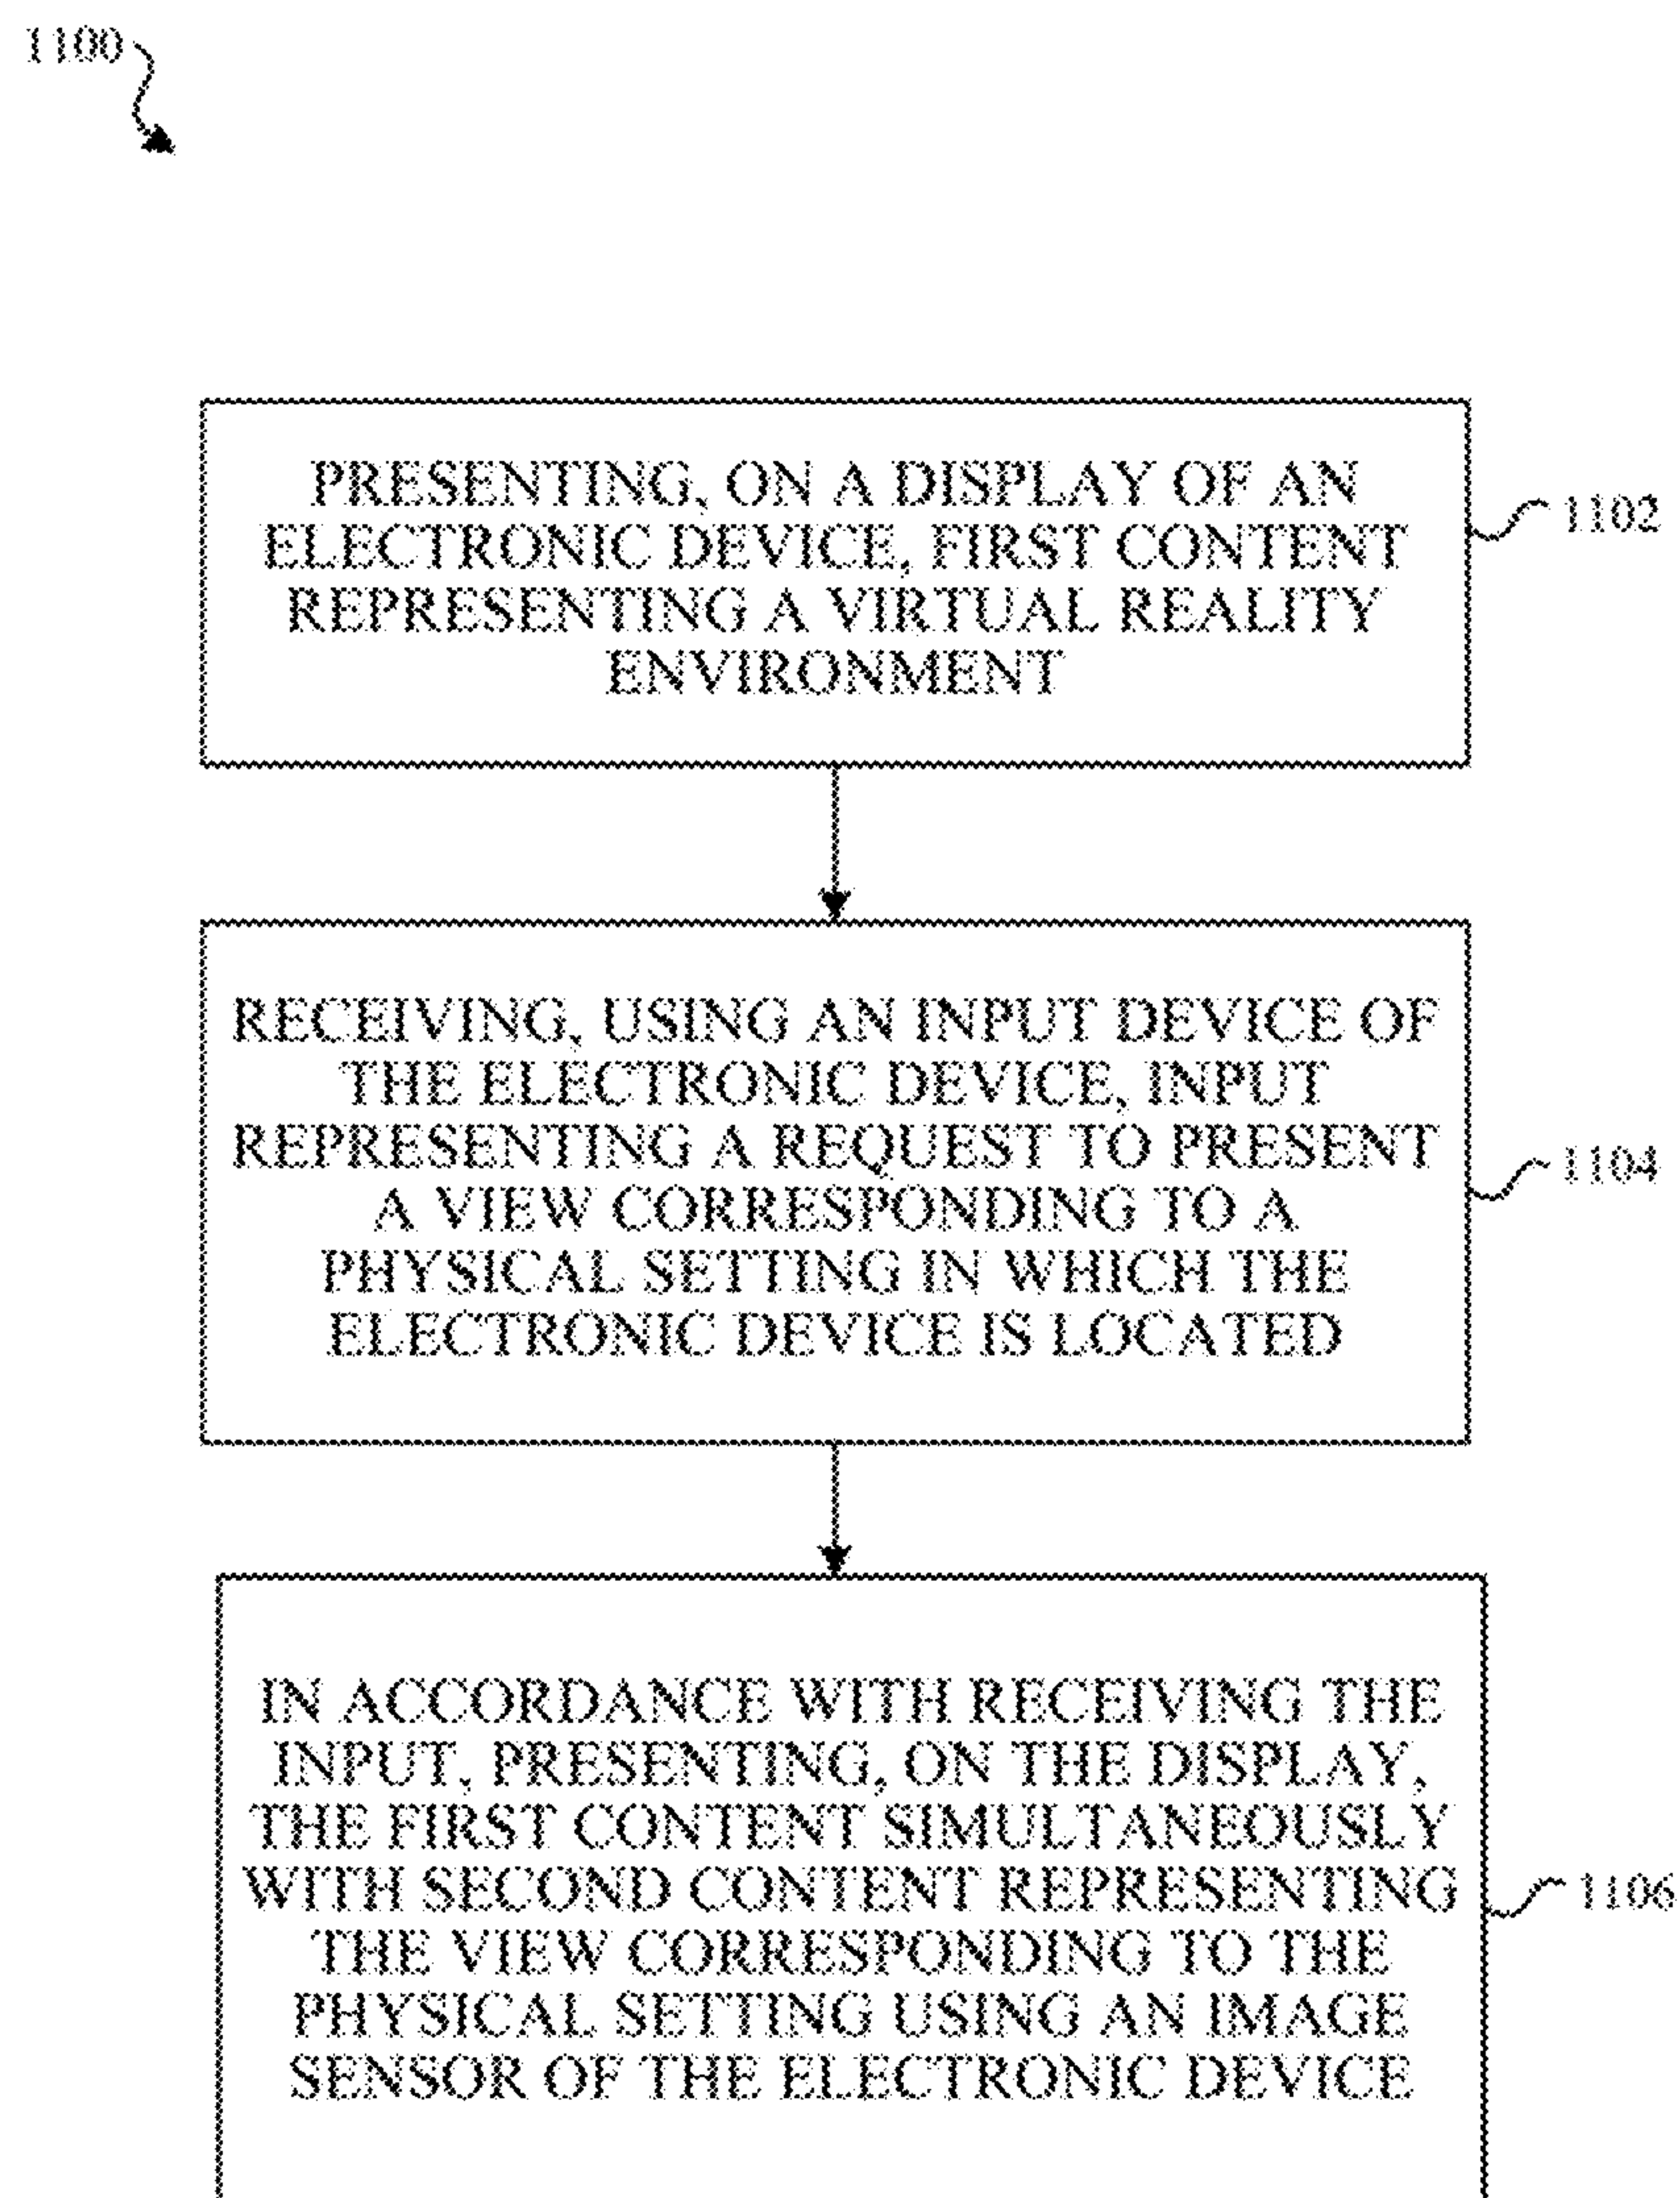 1100
PRESENTING, ON A DISPLAY OF AN
ELECTRONIC DEVICE, FIRST CONTENT
REPRESENTING A VIRTUAL REALITY
ENVIRONMENT
1102
RECEIVING, USING AN INPUT DEVICE OF
THE ELECTRONIC DEVICE, INPUT
REPRESENTING A REQUEST TO PRESENT
A VIEW CORRESPONDING TO A
PHYSICAL SETTING IN WHICH THE
ELECTRONIC DEVICE IS LOCATED
1104
IN ACCORDANCE WITH RECEIVING THE
INPUT, PRESENTING, ON THE DISPLAY,
THE FIRST CONTENT SIMULTANEOUSLY
WITH SECOND CONTENT REPRESENTING
THE VIEW CORRESPONDING TO THE
PHYSICAL SETTING USING AN IMAGE
SENSOR OF THE ELECTRONIC DEVICE
1106